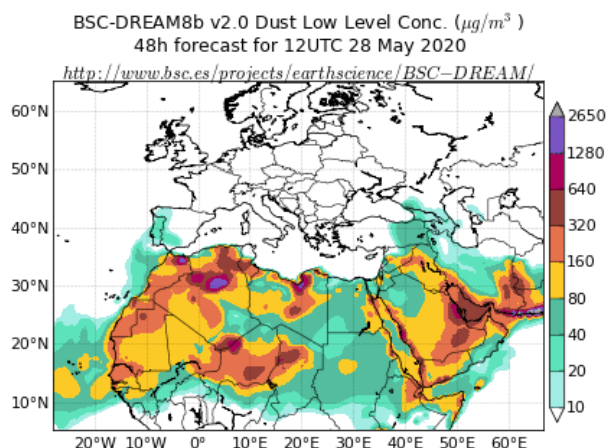 BSC-DREAM8b v2.0 Dust Low Level Conc. (μg/m³ )
48h forecast for 12UTC 28 May 2020
http://www.bsc.es/projects/earthscience/BSC−DREAM/
60°N
50°N
40°N
30°N
20°N
10°N
20°W 10°W 0° 10°E 20°E 30°E 40°E 50°E 60°E
2650
1280
640
320
160
80
40
20
10